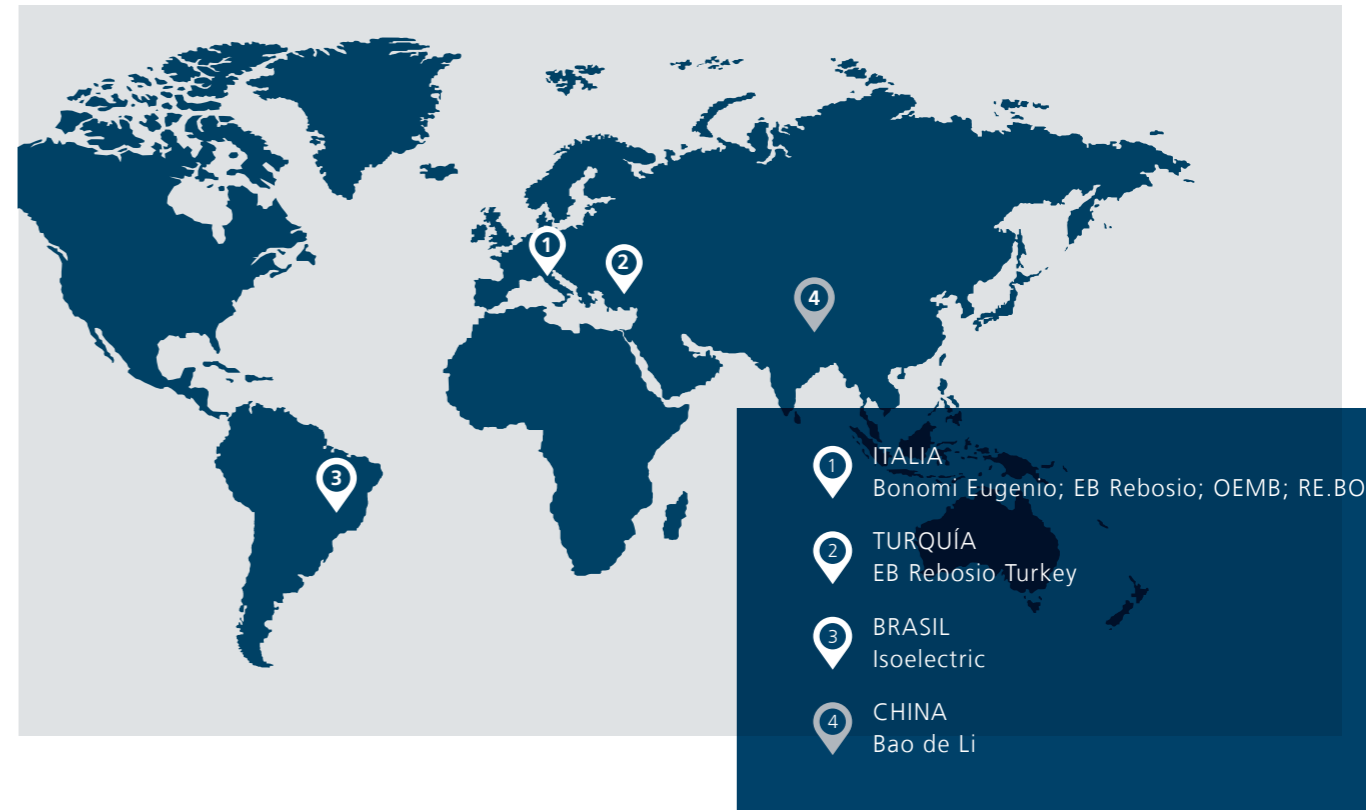 1
2
4
3
1 ITALIA
Bonomi Eugenio; EB Rebosio; OEMB; RE.BO
2 TURQUÍA
EB Rebosio Turkey
3 BRASIL
Isoelectric
4 CHINA
Bao de Li